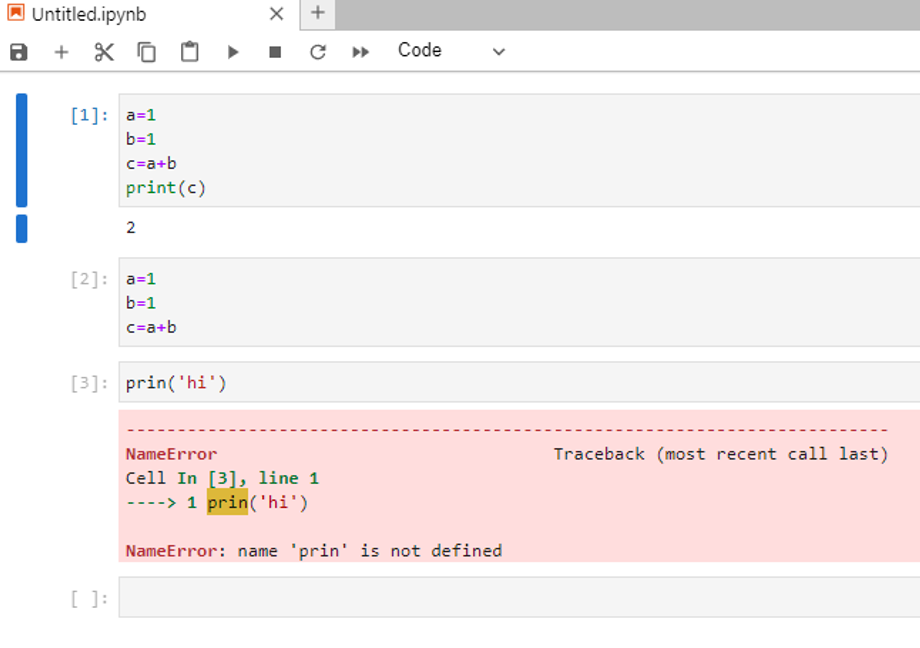 Untitled.ipynb
Code
[1]:
a=1
b=1
c=a+b
print(c)
2
[2]:
a=1
b=1
c=a+b
[3]:
prin('hi')
---------------------------------------------------------------------------
NameError                                 Traceback (most recent call last)
Cell In [3], line 1
----> 1 prin('hi')
NameError: name 'prin' is not defined
[ ]: